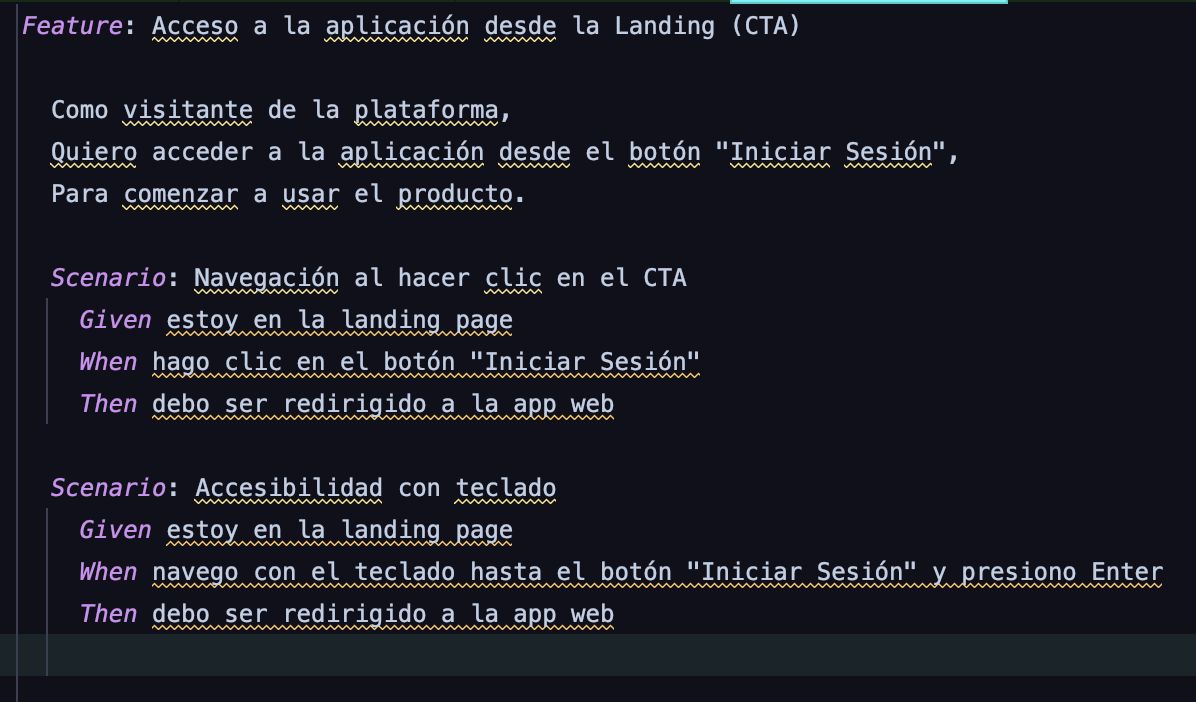 Feature: Acceso a la aplicación desde la Landing (CTA)
Como visitante de la plataforma,
Quiero acceder a la aplicación desde el botón "Iniciar Sesión",
Para comenzar a usar el producto.
Scenario: Navegación al hacer clic en el CTA
Given estoy en la landing page
When hago clic en el botón "Iniciar Sesión"
Then debo ser redirigido a la app web
Scenario: Accesibilidad con teclado
Given estoy en la landing page
When navego con el teclado hasta el botón "Iniciar Sesión" y presiono Enter
Then debo ser redirigido a la app web